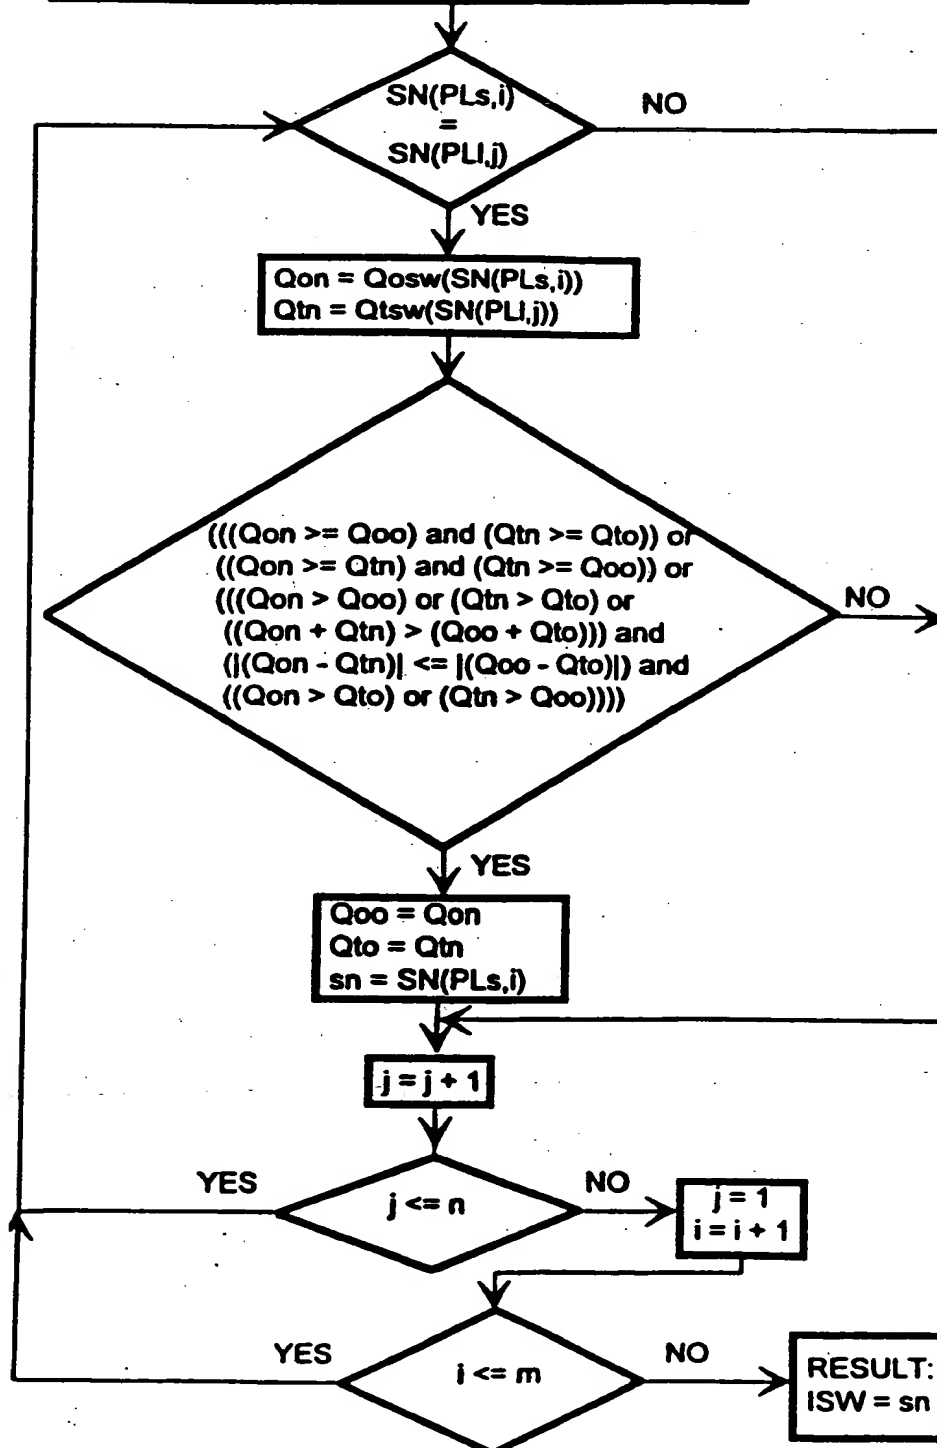 SN(PLs,i)
=
SN(PLl,j)
NO
YES
Qon = Qosw(SN(PLs,i))
Qtn = Qtsw(SN(PLl,j))
(((Qon >= Qoo) and (Qtn >= Qto)) or
((Qon >= Qtn) and (Qtn >= Qoo)) or
(((Qon > Qoo) or (Qtn > Qto) or
((Qon + Qtn) > (Qoo + Qto))) and
(|(Qon - Qtn)| <= |(Qoo - Qto)|) and
((Qon > Qto) or (Qtn > Qoo))))
NO
YES
Qoo = Qon
Qto = Qtn
sn = SN(PLs,i)
j = j + 1
YES
j <= n
NO
j = 1
i = i + 1
YES
i <= m
NO
RESULT:
ISW = sn